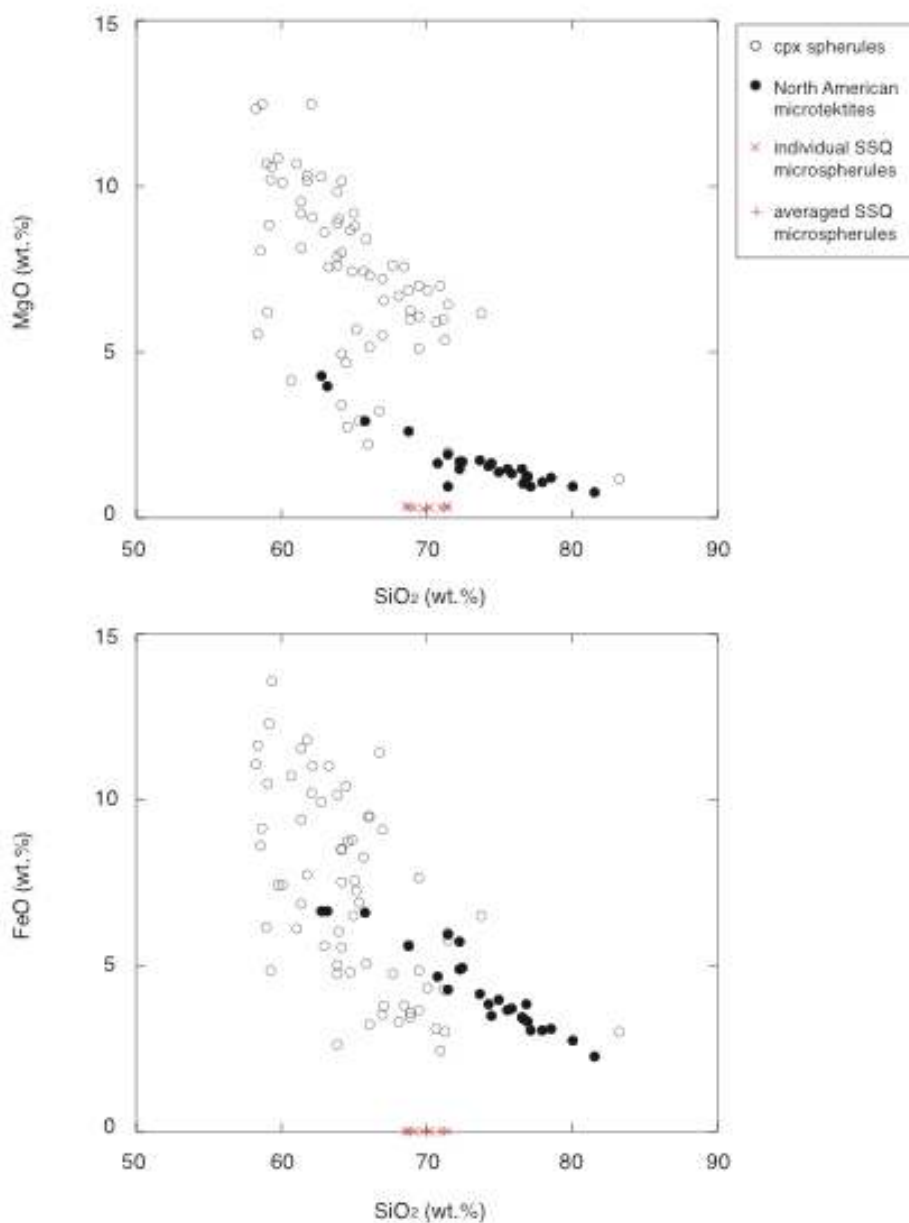 15
10
5
0
MgO (wt.%)
50 60 70 80 90
SiO2 (wt.%)
cpx spherules
North American
microtektites
individual SSQ
microspherules
averaged SSQ
microspherules
15
10
5
0
FeO (wt.%)
50 60 70 80 90
SiO2 (wt.%)